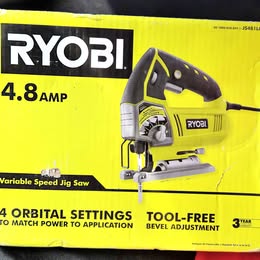 JS481LG
RYOBI
4.8 AMP
RYOBI
Variable Speed Jig Saw
4 ORBITAL SETTINGS
TO MATCH POWER TO APPLICATION
TOOL-FREE
BEVEL ADJUSTMENT
3 YEAR